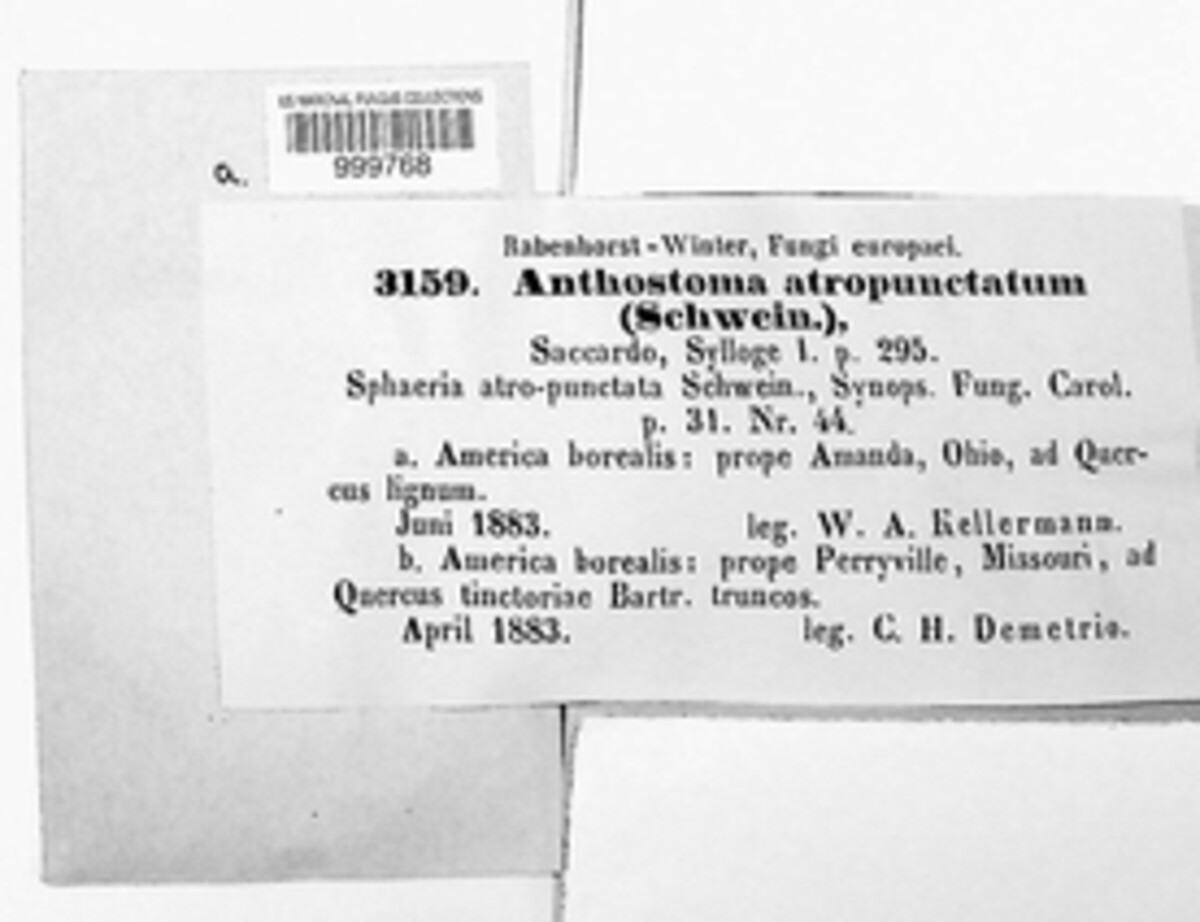 US NATIONAL FUNGUS COLLECTIONS
999768
a.
Rabenhorst-Winter, Fungi europaei.
3159. Anthostoma atropunctatum
(Schwein.),
Saccardo, Sylloge I. p. 295.
Sphaeria atro-punctata Schwein., Synops. Fung. Carol.
p. 31. Nr. 44.
a. America borealis: prope Amanda, Ohio, ad Quer-
cus lignum.
Juni 1883. leg. W. A. Kellermann.
b. America borealis: prope Perryville, Missouri, ad
Quercus tinctoriae Bartr. truncos.
April 1883. leg. C. H. Demetrio.